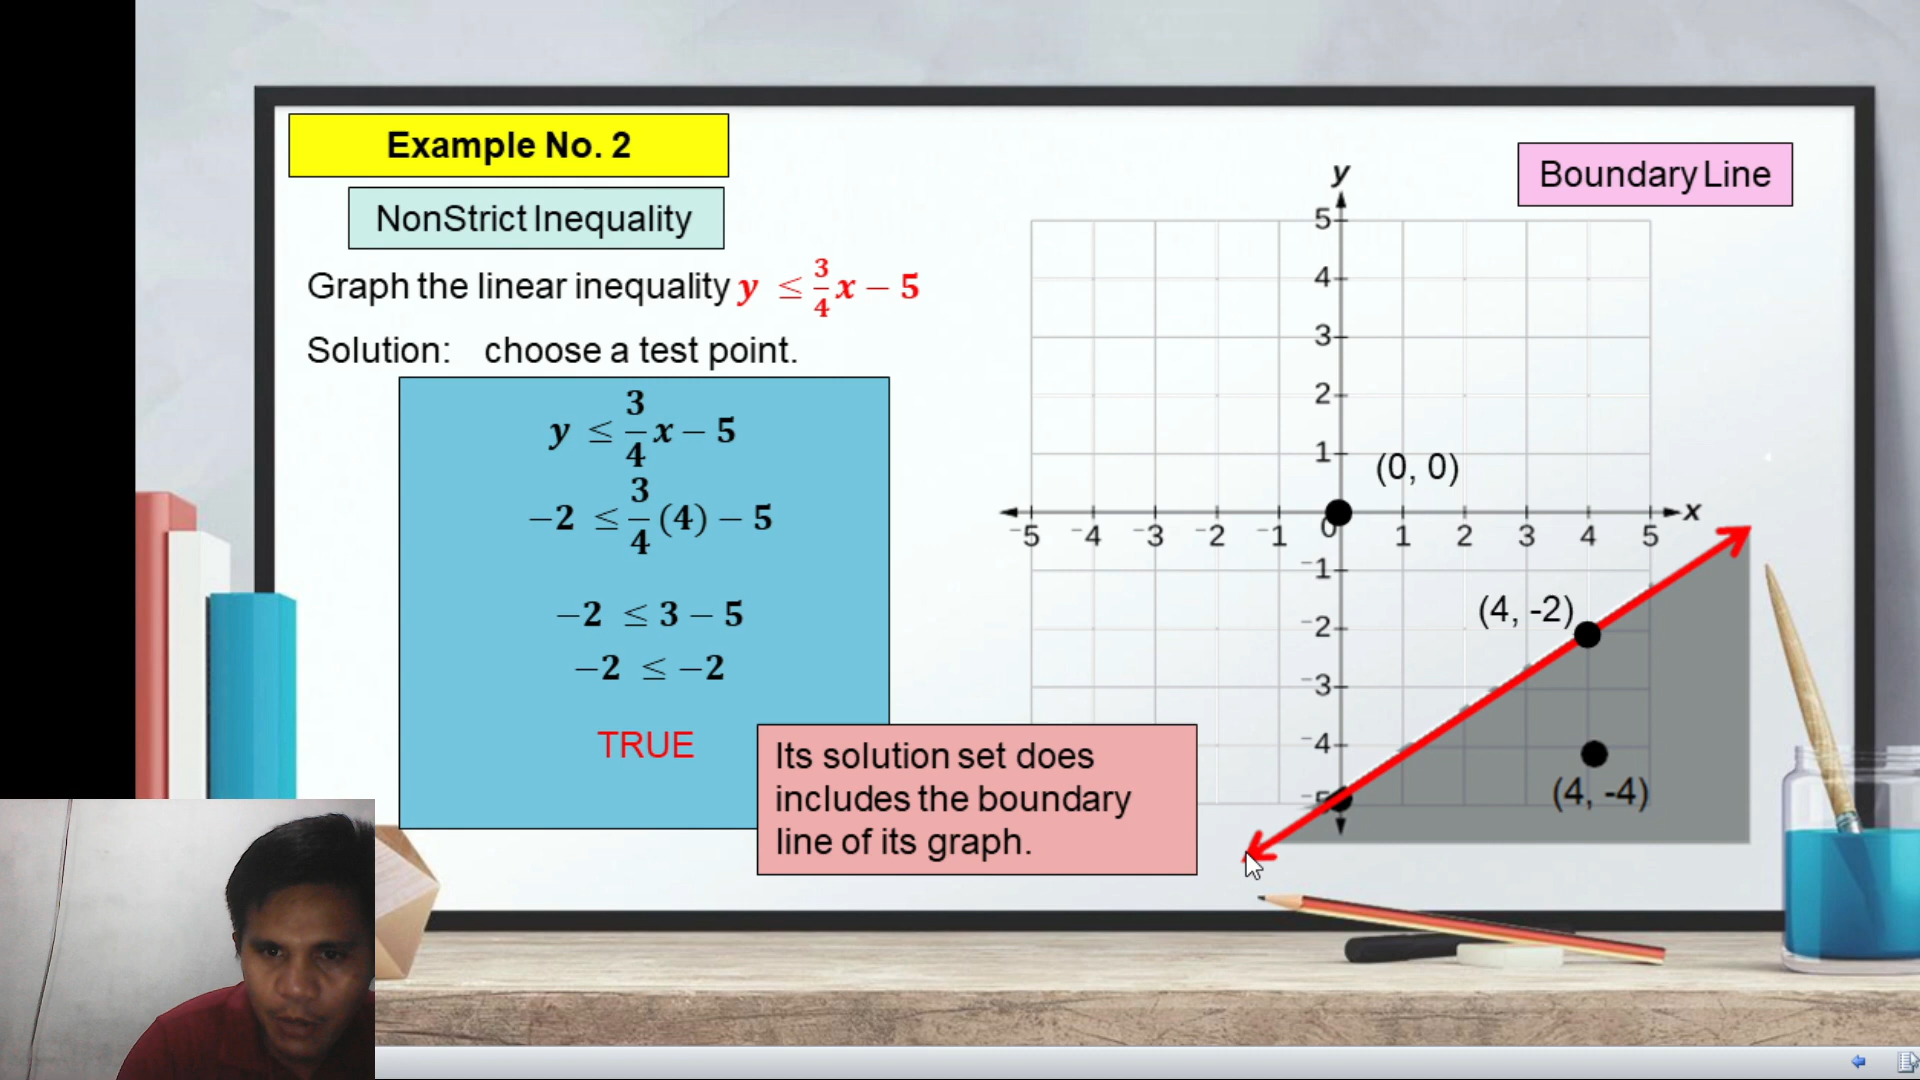 Example No. 2
NonStrict Inequality
Graph the linear inequality y ≤ 3/4 x − 5
Solution: choose a test point.
y ≤ 3/4 x − 5
−2 ≤ 3/4 (4) − 5
−2 ≤ 3 − 5
−2 ≤ −2
TRUE
Its solution set does
includes the boundary
line of its graph.
Boundary Line
y
5
4
3
2
1
(0, 0)
x
−5 −4 −3 −2 −1 0 1 2 3 4 5
−1
(4, -2)
−2
−3
−4
(4, -4)
−5